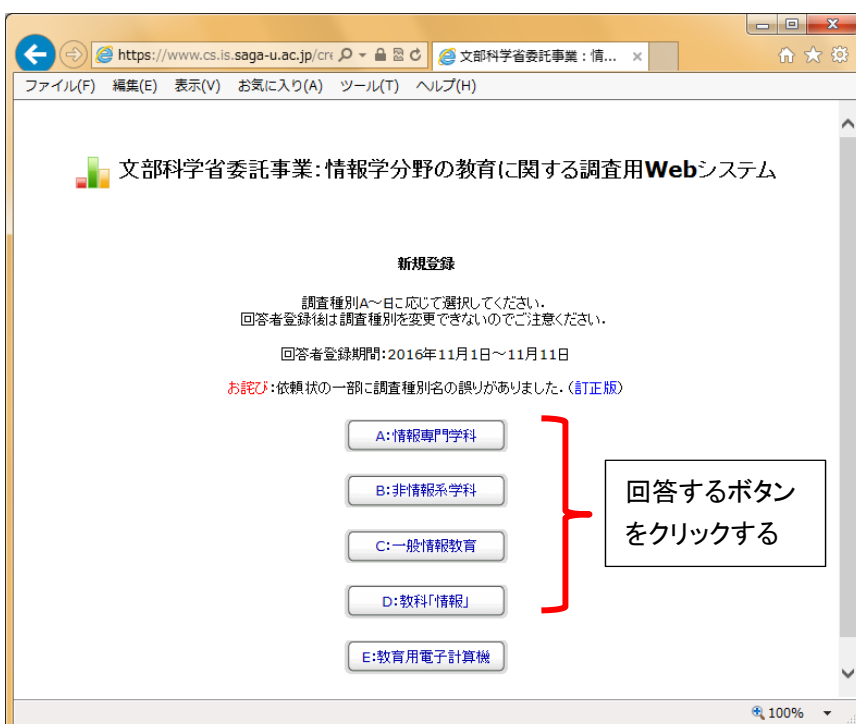 https://www.cs.is.saga-u.ac.jp/cre
文部科学省委託事業：情...
ファイル(F) 編集(E) 表示(V) お気に入り(A) ツール(T) ヘルプ(H)
文部科学省委託事業：情報学分野の教育に関する調査用Webシステム
新規登録
調査種別A～Eに応じて選択してください．
回答者登録後は調査種別を変更できないのでご注意ください．
回答者登録期間：2016年11月1日～11月11日
お詫び：依頼状の一部に調査種別名の誤りがありました．（訂正版）
A：情報専門学科
B：非情報系学科
C：一般情報教育
D：教科「情報」
E：教育用電子計算機
回答するボタン
をクリックする
100%